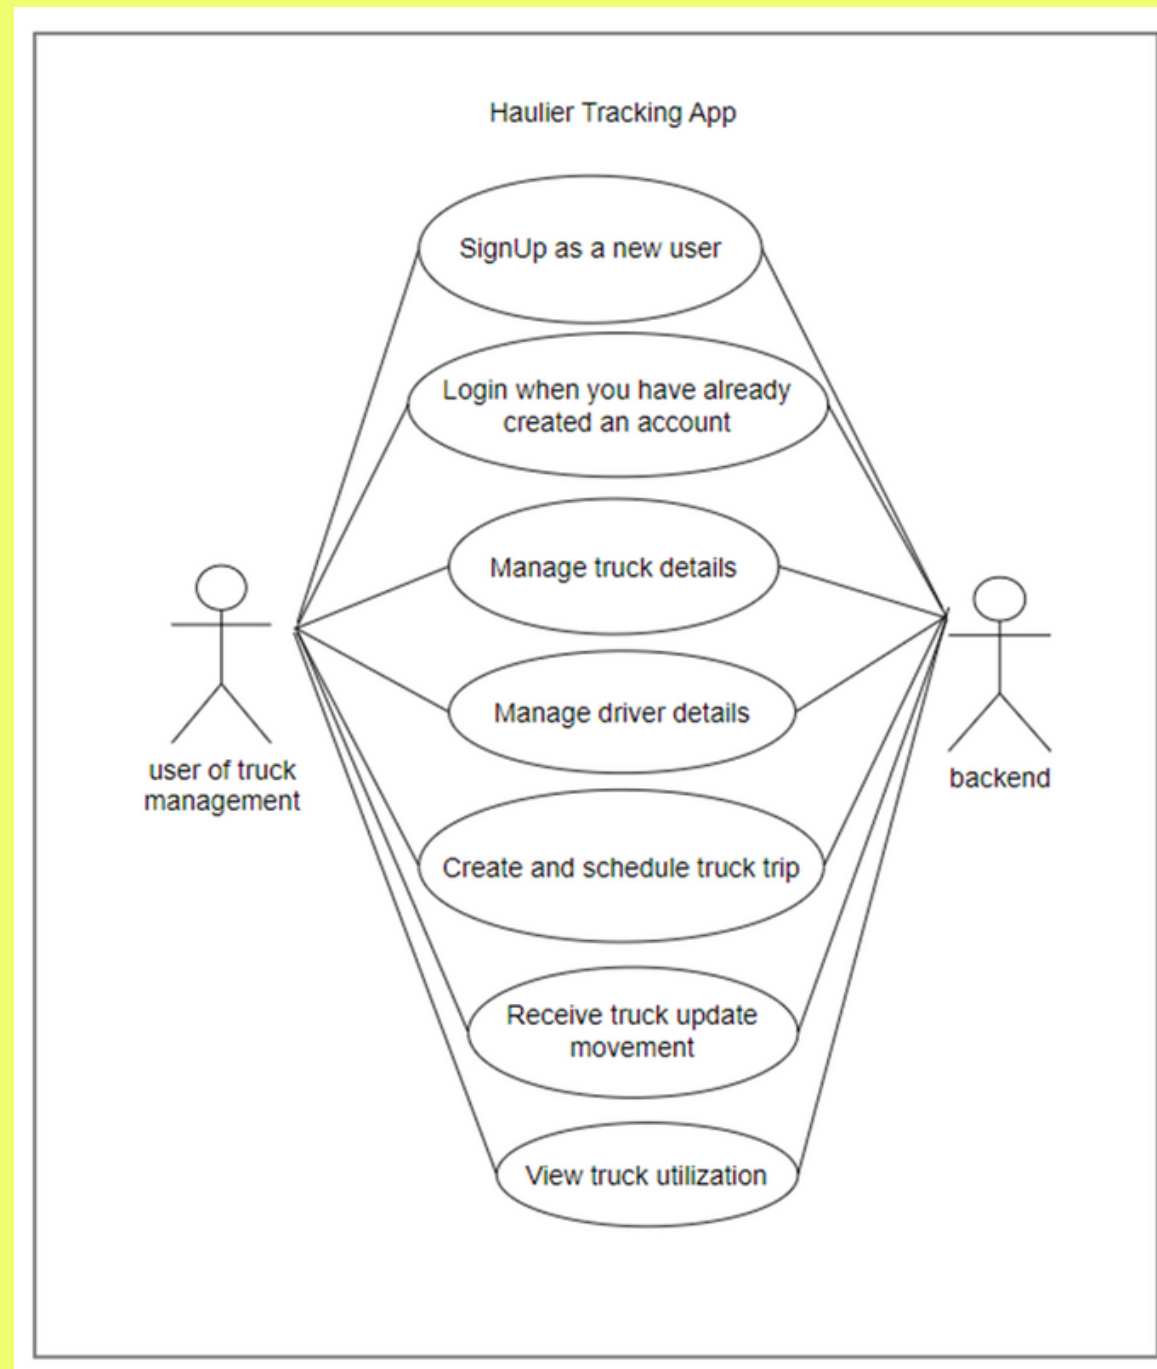 Haulier Tracking App
SignUp as a new user
Login when you have already
created an account
Manage truck details
Manage driver details
user of truck
management
backend
Create and schedule truck trip
Receive truck update
movement
View truck utilization